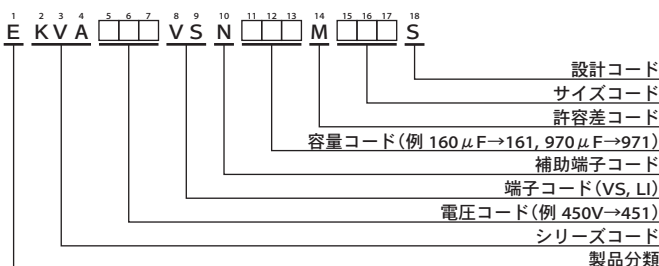 1 2 3 4 5 6 7 8 9 10 11 12 13 14 15 16 17 18
E KVA □□□ VS N □□□ M □□□ S
設計コード
サイズコード
許容差コード
容量コード(例 160μF→161, 970μF→971)
補助端子コード
端子コード(VS, LI)
電圧コード(例 450V→451)
シリーズコード
製品分類